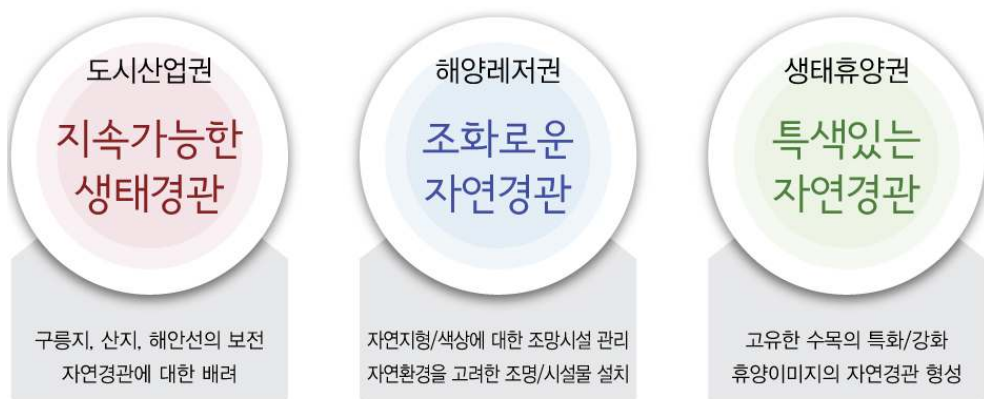 도시산업권
지속가능한
생태경관
구릉지, 산지, 해안선의 보전
자연경관에 대한 배려
해양레저권
조화로운
자연경관
자연지형/색상에 대한 조망시설 관리
자연환경을 고려한 조명/시설물 설치
생태휴양권
특색있는
자연경관
고유한 수목의 특화/강화
휴양이미지의 자연경관 형성